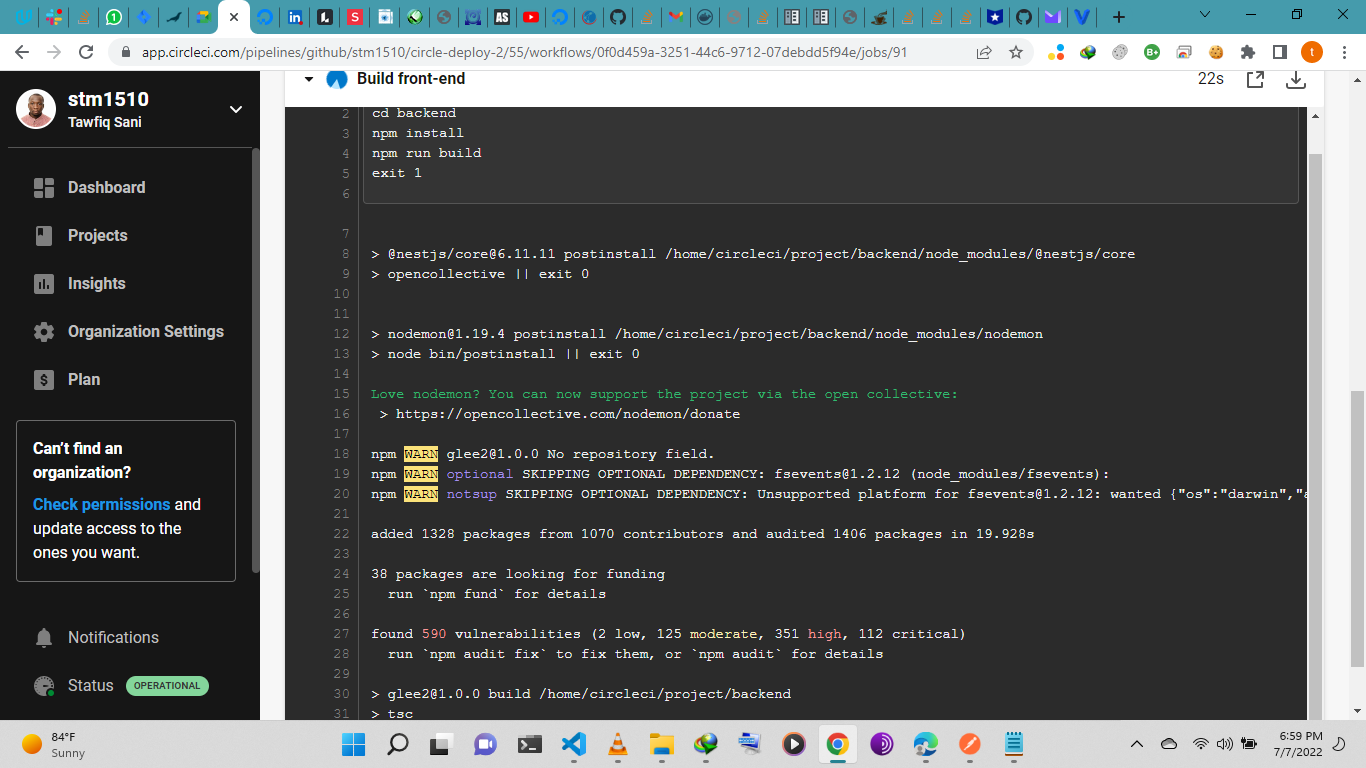 app.circleci.com/pipelines/github/stm1510/circle-deploy-2/55/workflows/0f0d459a-3251-44c6-9712-07debdd5f94e/jobs/91
stm1510
Tawfiq Sani
Dashboard
Projects
Insights
Organization Settings
Plan
Can't find an
organization?
Check permissions and
update access to the
ones you want.
Notifications
Status OPERATIONAL
Build front-end 22s
2 cd backend
3 npm install
4 npm run build
5 exit 1
6
7
8 > @nestjs/core@6.11.11 postinstall /home/circleci/project/backend/node_modules/@nestjs/core
9 > opencollective || exit 0
10
11
12 > nodemon@1.19.4 postinstall /home/circleci/project/backend/node_modules/nodemon
13 > node bin/postinstall || exit 0
14
15 Love nodemon? You can now support the project via the open collective:
16 > https://opencollective.com/nodemon/donate
17
18 npm WARN glee2@1.0.0 No repository field.
19 npm WARN optional SKIPPING OPTIONAL DEPENDENCY: fsevents@1.2.12 (node_modules/fsevents):
20 npm WARN notsup SKIPPING OPTIONAL DEPENDENCY: Unsupported platform for fsevents@1.2.12: wanted {"os":"darwin","a
21
22 added 1328 packages from 1070 contributors and audited 1406 packages in 19.928s
23
24 38 packages are looking for funding
25 run `npm fund` for details
26
27 found 590 vulnerabilities (2 low, 125 moderate, 351 high, 112 critical)
28 run `npm audit fix` to fix them, or `npm audit` for details
29
30 > glee2@1.0.0 build /home/circleci/project/backend
31 > tsc
84°F
Sunny
6:59 PM
7/7/2022